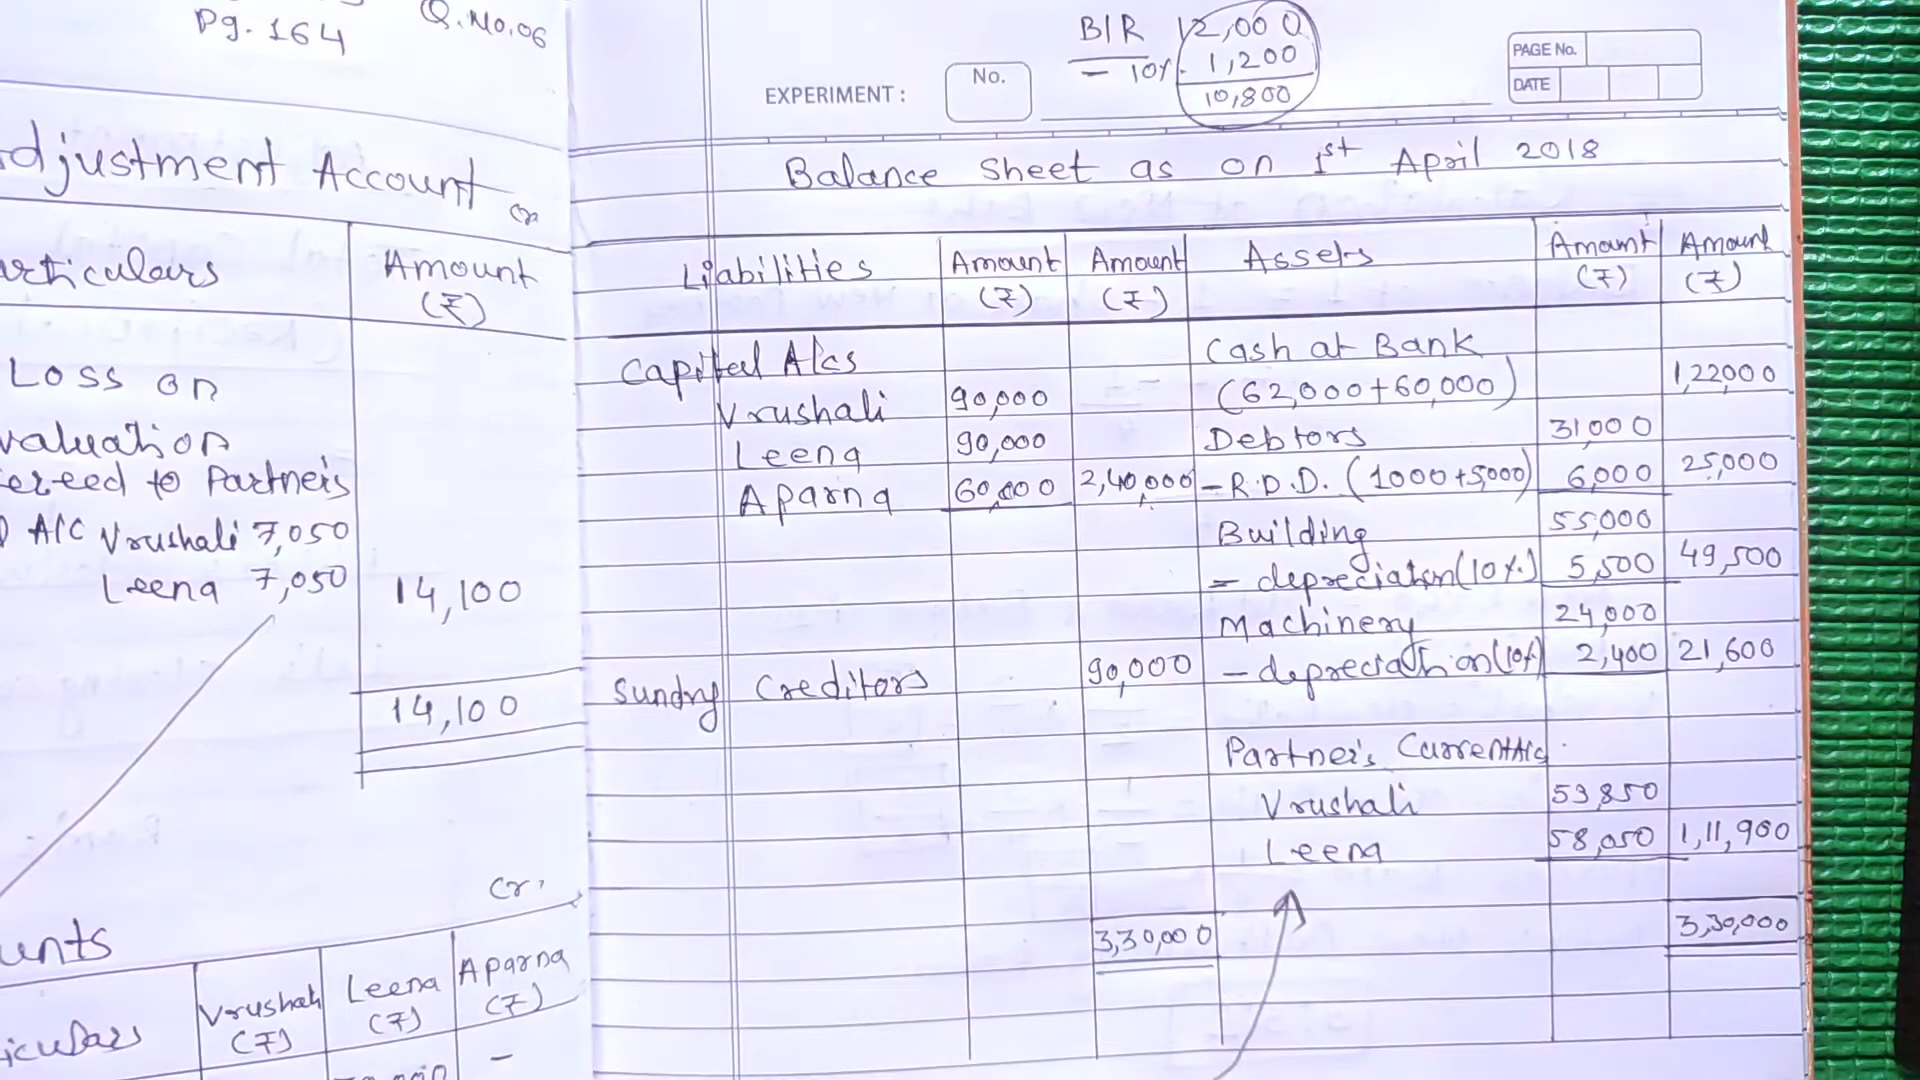 Pg. 164 Q.No.06
djustment Account
Cr
articulars Amount (₹)
Loss on
valuation
ereed to Partner's
A/C Vrushali 7,050
Leena 7,050 14,100
14,100
Cr.
unts
iculars Vrushali (₹) Leena (₹) Aparna (₹)
-
B/R 12,000
- 10% - 1,200
10,800
EXPERIMENT : No.
PAGE No.
DATE
Balance Sheet as on 1st April 2018
Liabilities Amount (₹) Amount (₹) Assets Amount (₹) Amount (₹)
Capital A/cs Cash at Bank
Vrushali 90,000 (62,000+60,000) 1,22,000
Leena 90,000 Debtors 31,000
Aparna 60,000 2,40,000 - R.D.D. (1000+5,000) 6,000 25,000
Building 55,000
- depreciation (10%) 5,500 49,500
Machinery 24,000
Sundry Creditors 90,000 - depreciation (10%) 2,400 21,600
Partner's Current A/c
Vrushali 53,850
Leena 58,050 1,11,900
3,30,000 3,30,000